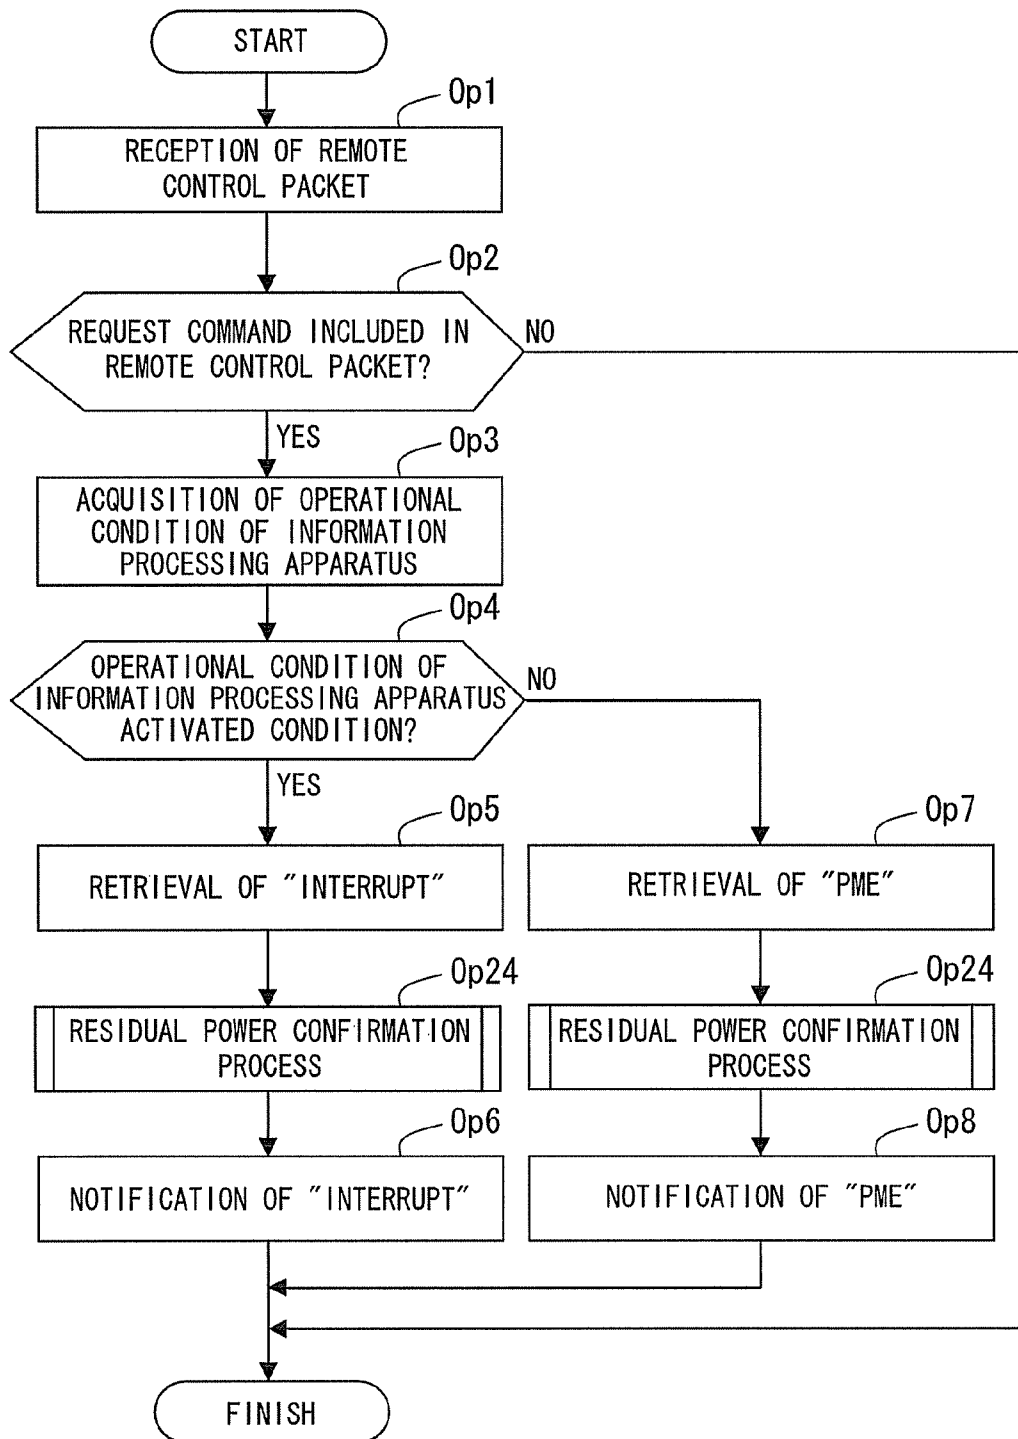 START
Op1
RECEPTION OF REMOTE
CONTROL PACKET
Op2
REQUEST COMMAND INCLUDED IN
REMOTE CONTROL PACKET?
NO
YES
Op3
ACQUISITION OF OPERATIONAL
CONDITION OF INFORMATION
PROCESSING APPARATUS
Op4
OPERATIONAL CONDITION OF
INFORMATION PROCESSING APPARATUS
ACTIVATED CONDITION?
NO
YES
Op5
RETRIEVAL OF "INTERRUPT"
Op7
RETRIEVAL OF "PME"
Op24
RESIDUAL POWER CONFIRMATION
PROCESS
Op24
RESIDUAL POWER CONFIRMATION
PROCESS
Op6
NOTIFICATION OF "INTERRUPT"
Op8
NOTIFICATION OF "PME"
FINISH